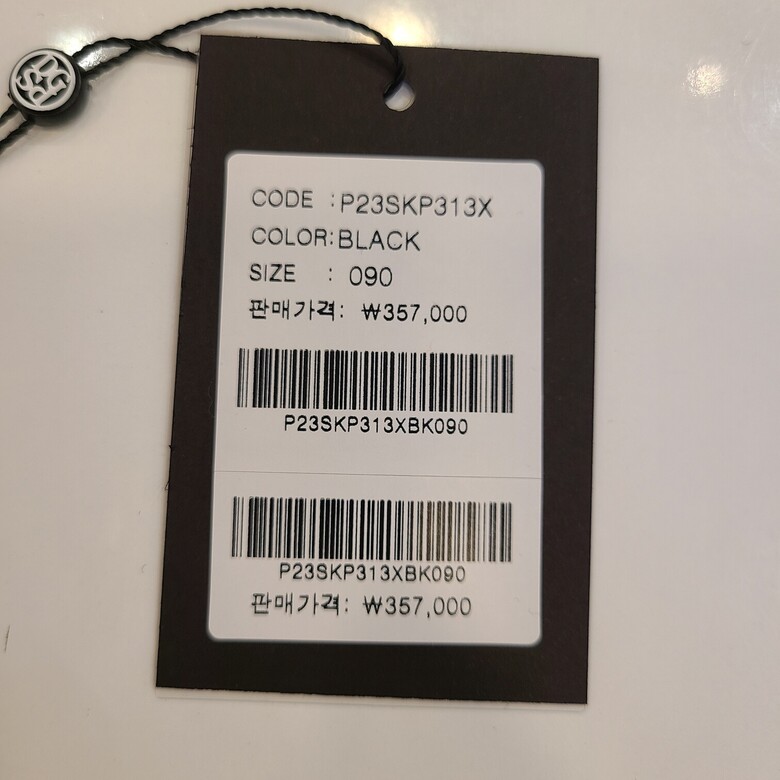 CODE : P23SKP313X
COLOR: BLACK
SIZE : 090
판매가격: ₩357,000
P23SKP313XBK090
P23SKP313XBK090
판매가격: ₩357,000